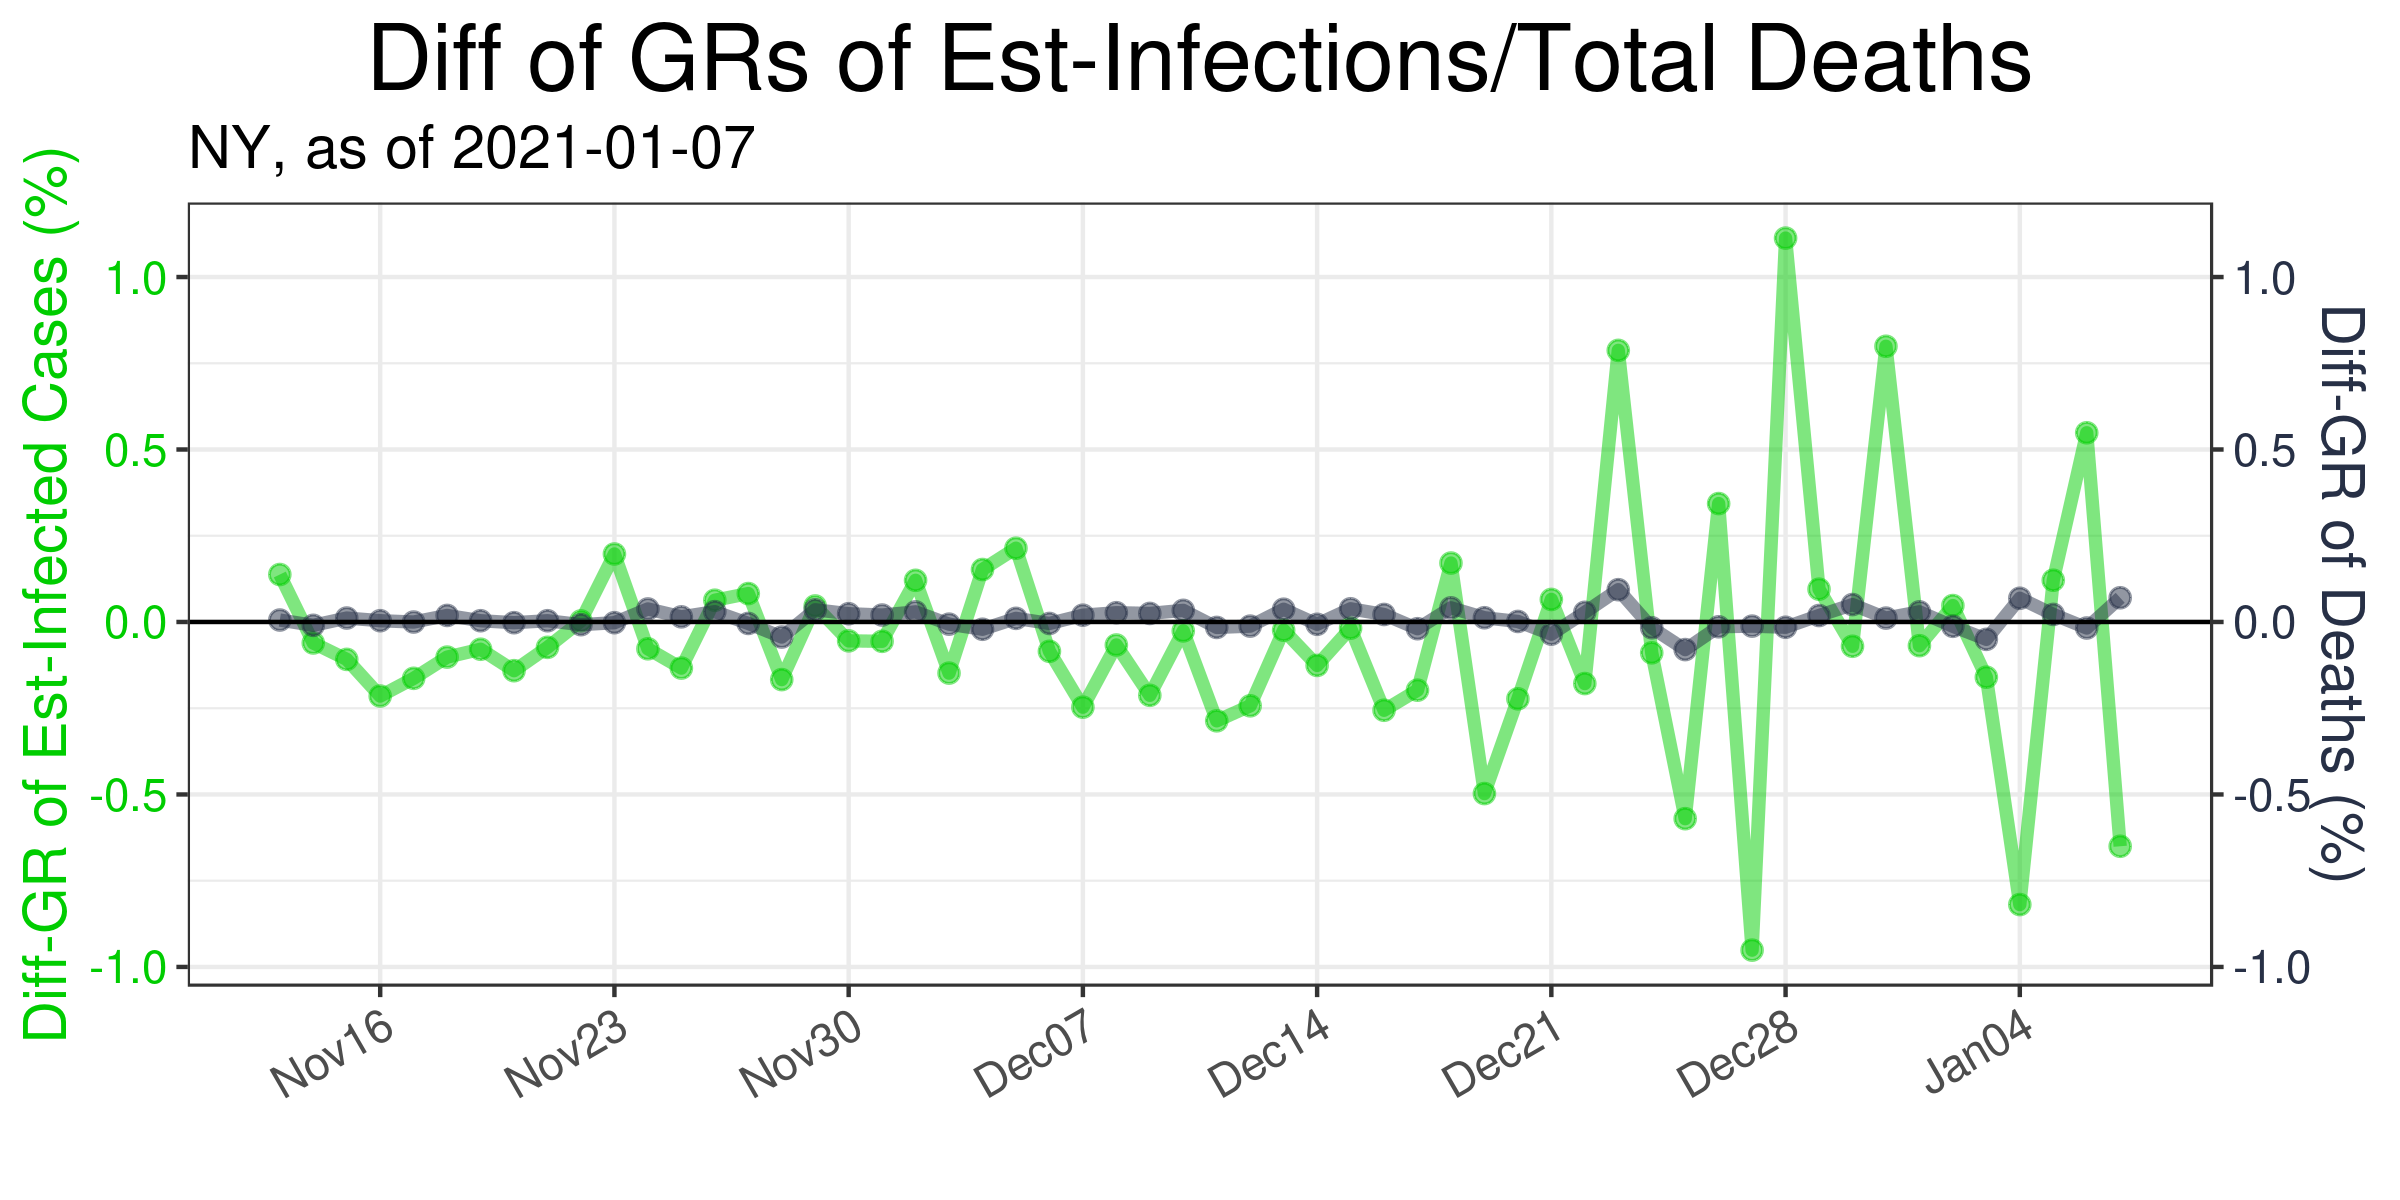 Diff of GRs of Est-Infections/Total Deaths
NY, as of 2021-01-07
Diff-GR of Est-Infected Cases (%)
1.0
0.5
0.0
-0.5
-1.0
1.0
0.5
0.0
-0.5
-1.0
Diff-GR of Deaths (%)
Nov16
Nov23
Nov30
Dec07
Dec14
Dec21
Dec28
Jan04